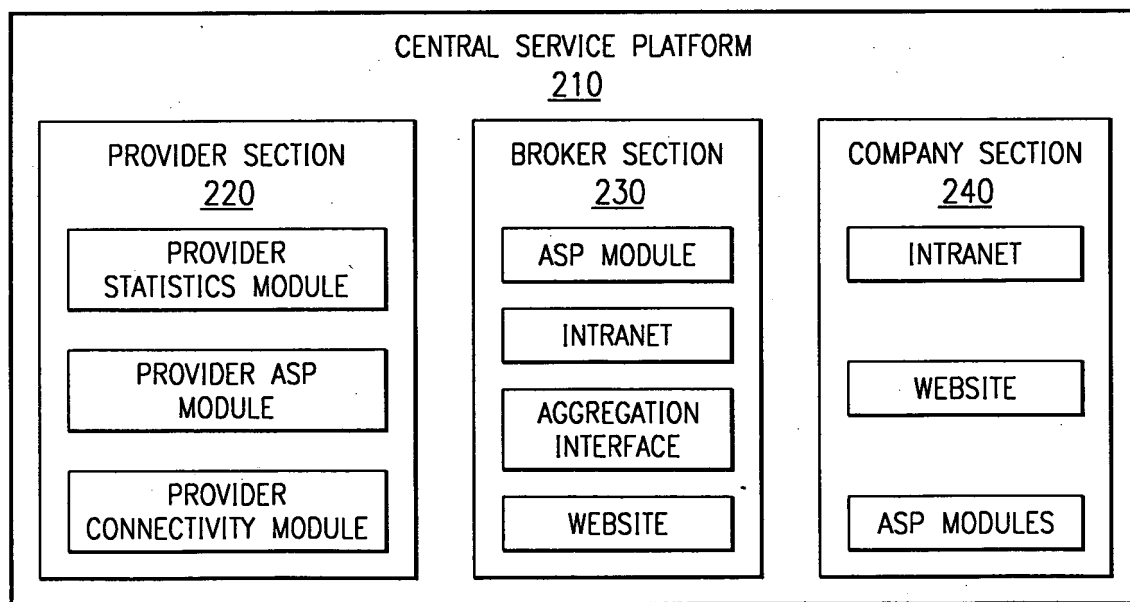 CENTRAL SERVICE PLATFORM
210
PROVIDER SECTION
220
PROVIDER
STATISTICS MODULE
PROVIDER ASP
MODULE
PROVIDER
CONNECTIVITY MODULE
BROKER SECTION
230
ASP MODULE
INTRANET
AGGREGATION
INTERFACE
WEBSITE
COMPANY SECTION
240
INTRANET
WEBSITE
ASP MODULES